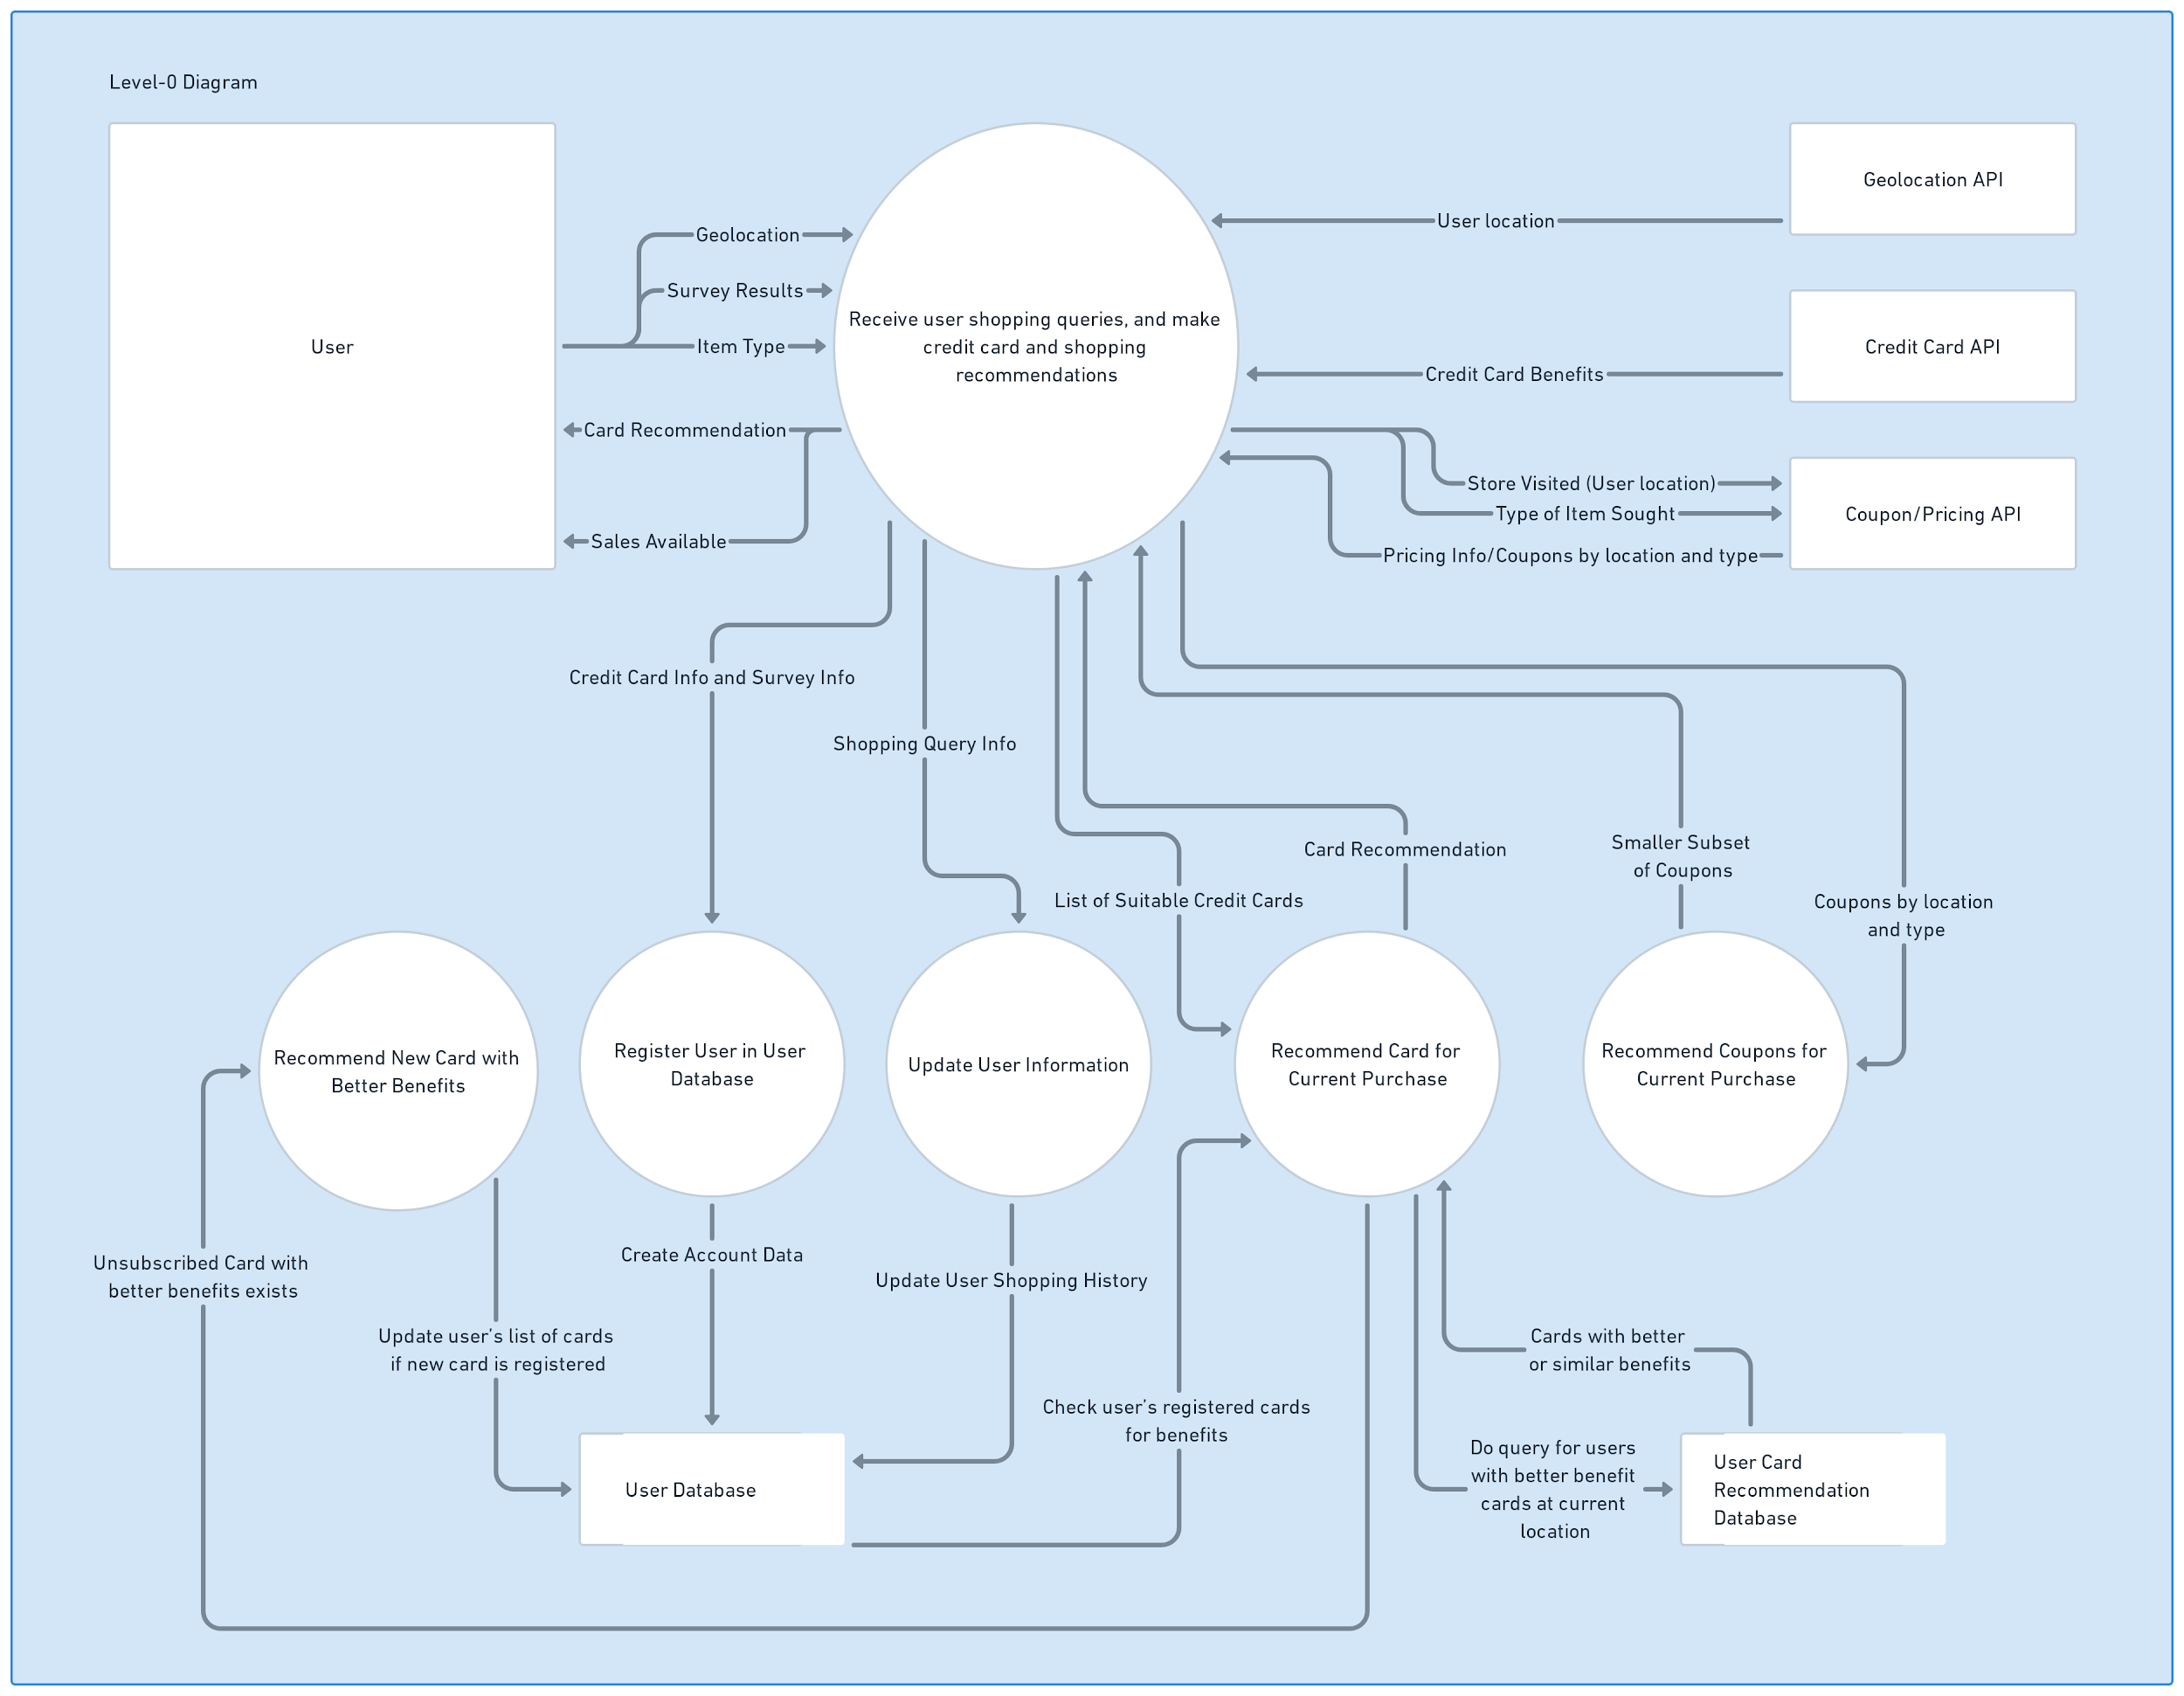 Level-0 Diagram
User
Geolocation
Survey Results
Item Type
Card Recommendation
Sales Available
Receive user shopping queries, and make
credit card and shopping
recommendations
User location
Geolocation API
Credit Card Benefits
Credit Card API
Store Visited (User location)
Type of Item Sought
Pricing Info/Coupons by location and type
Coupon/Pricing API
Credit Card Info and Survey Info
Shopping Query Info
List of Suitable Credit Cards
Card Recommendation
Smaller Subset
of Coupons
Coupons by location
and type
Recommend New Card with
Better Benefits
Register User in User
Database
Update User Information
Recommend Card for
Current Purchase
Recommend Coupons for
Current Purchase
Unsubscribed Card with
better benefits exists
Update user's list of cards
if new card is registered
Create Account Data
Update User Shopping History
Check user's registered cards
for benefits
Cards with better
or similar benefits
Do query for users
with better benefit
cards at current
location
User Database
User Card
Recommendation
Database